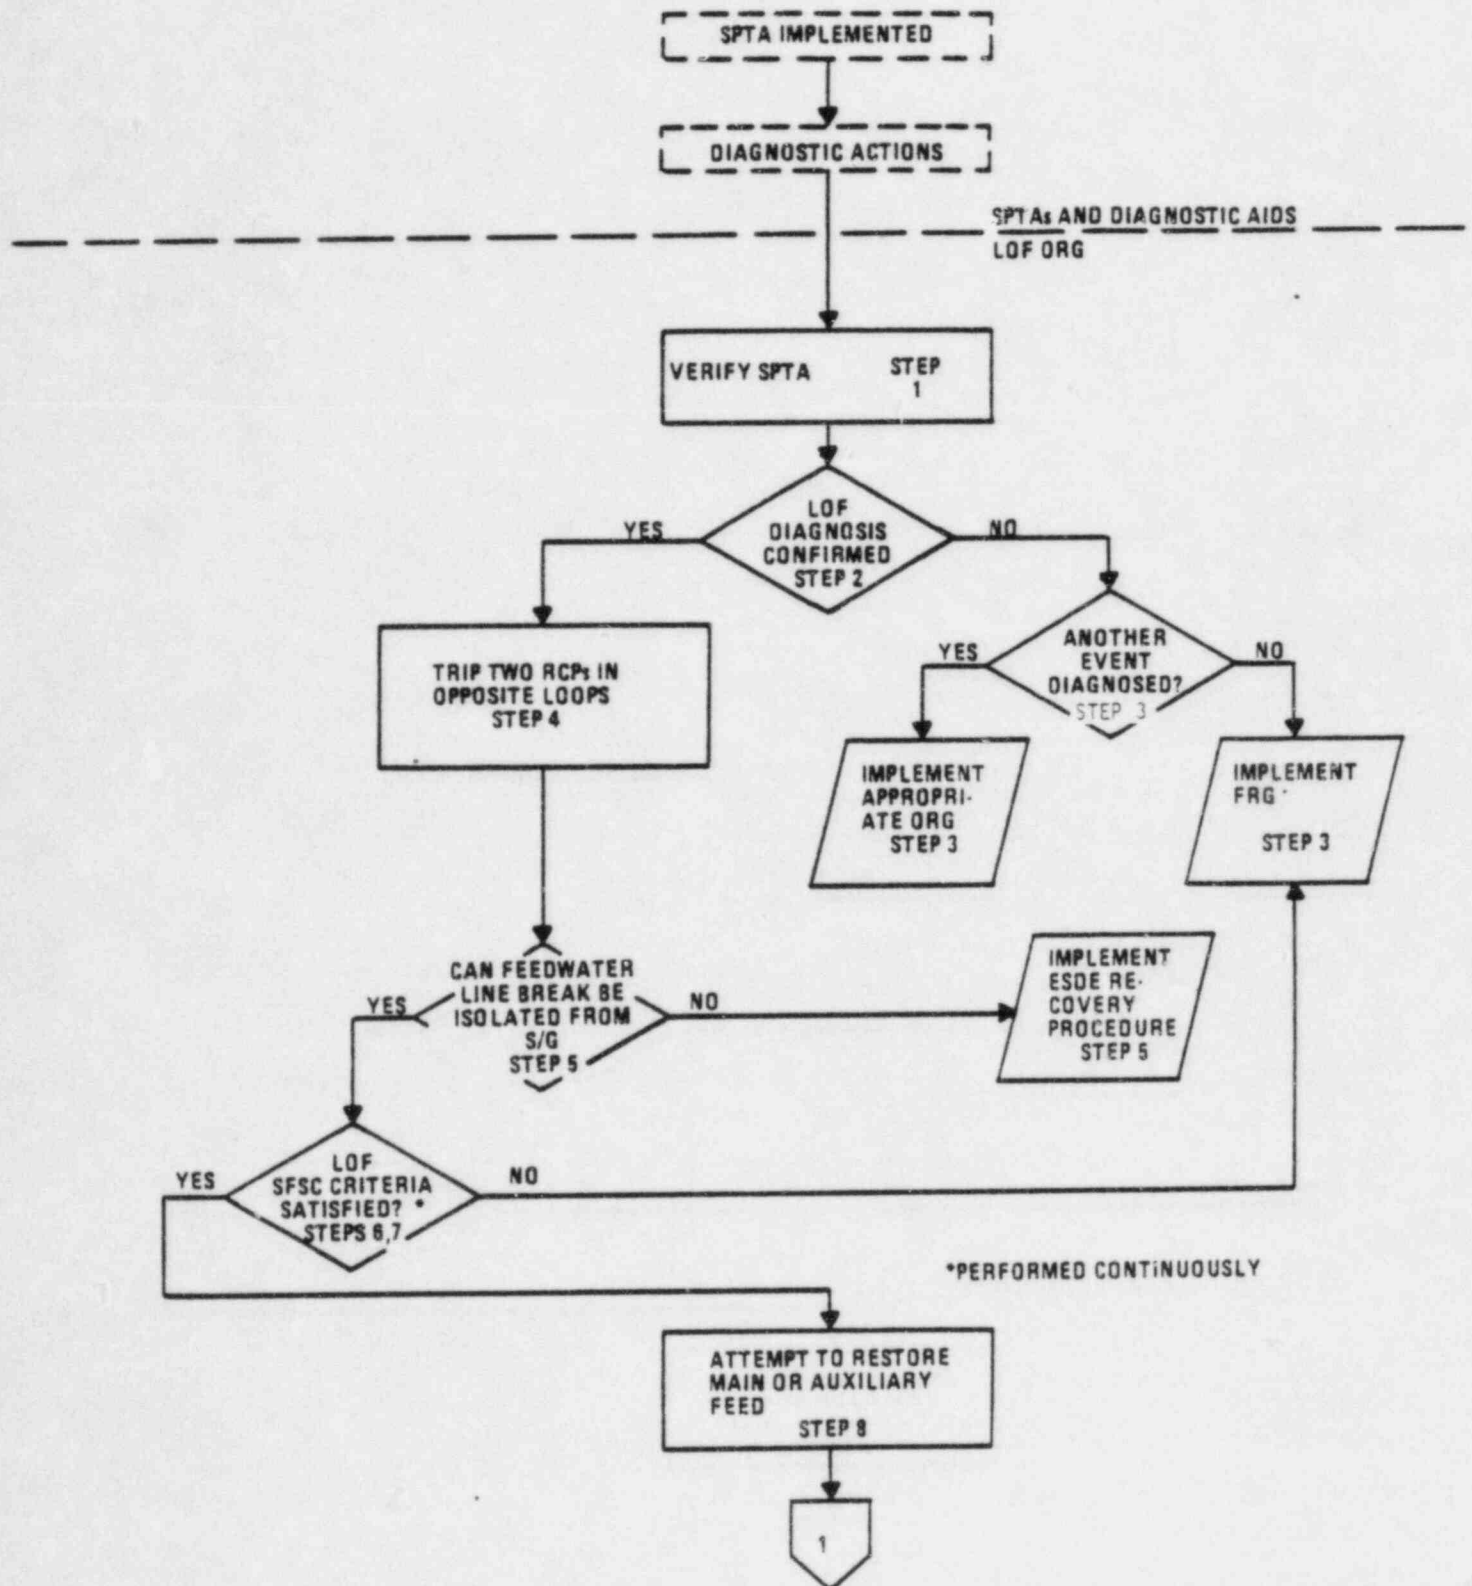 SPTA IMPLEMENTED
DIAGNOSTIC ACTIONS
SPTAs AND DIAGNOSTIC AIDS
LOF ORG
VERIFY SPTA STEP
1
LOF
DIAGNOSIS
CONFIRMED
STEP 2
YES
NO
TRIP TWO RCPs IN
OPPOSITE LOOPS
STEP 4
ANOTHER
EVENT
DIAGNOSED?
STEP 3
YES
NO
IMPLEMENT
APPROPRI-
ATE ORG
STEP 3
IMPLEMENT
FRG
STEP 3
CAN FEEDWATER
LINE BREAK BE
ISOLATED FROM
S/G
STEP 5
YES
NO
IMPLEMENT
ESDE RE-
COVERY
PROCEDURE
STEP 5
LOF
SFSC CRITERIA
SATISFIED? *
STEPS 6,7
YES
NO
*PERFORMED CONTINUOUSLY
ATTEMPT TO RESTORE
MAIN OR AUXILIARY
FEED
STEP 8
1